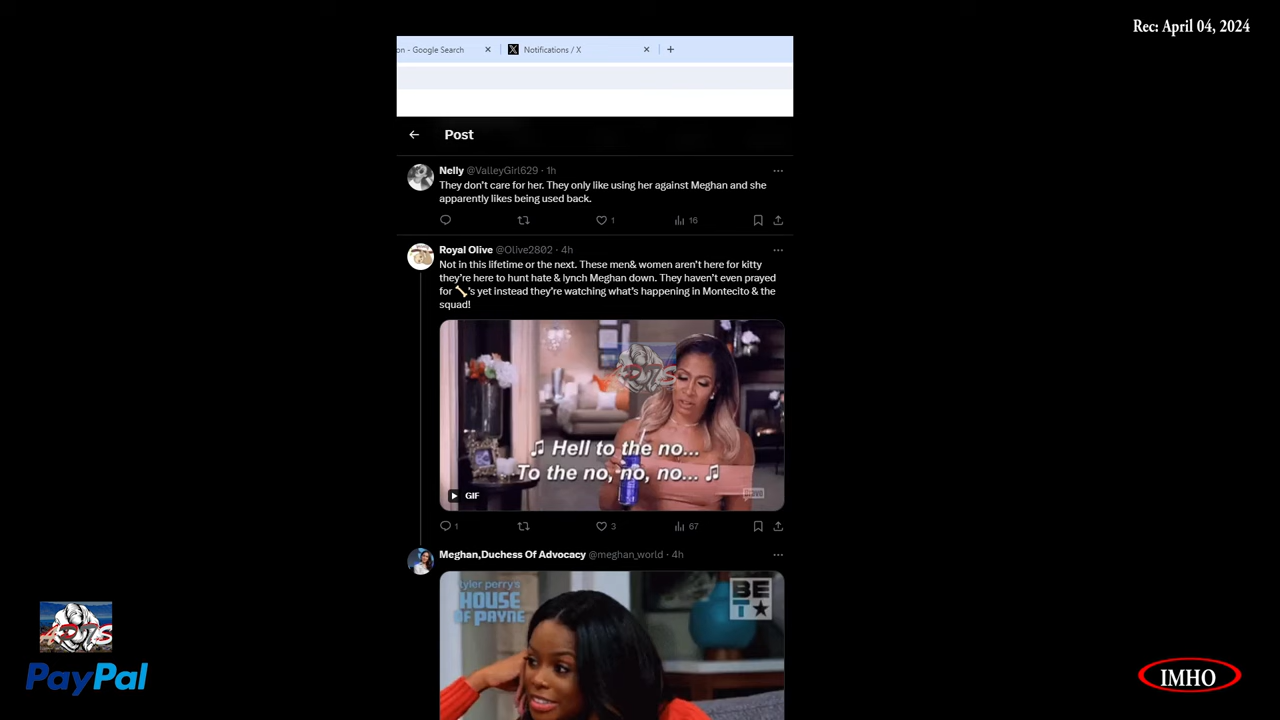 Rec: April 04, 2024
on - Google Search
Notifications / X
Post
Nelly @ValleyGirl629 · 1h
They don't care for her. They only like using her against Meghan and she
apparently likes being used back.
1
16
Royal Olive @Olive2802 · 4h
Not in this lifetime or the next. These men& women aren't here for kitty
they're here to hunt hate & lynch Meghan down. They haven't even prayed
for 🦴's yet instead they're watching what's happening in Montecito & the
squad!
♫ Hell to the no...
To the no, no, no... ♫
GIF
1
3
67
Meghan,Duchess Of Advocacy @meghan_world · 4h
tyler perry's
HOUSE
OF PAYNE
BE
T★
PayPal
IMHO